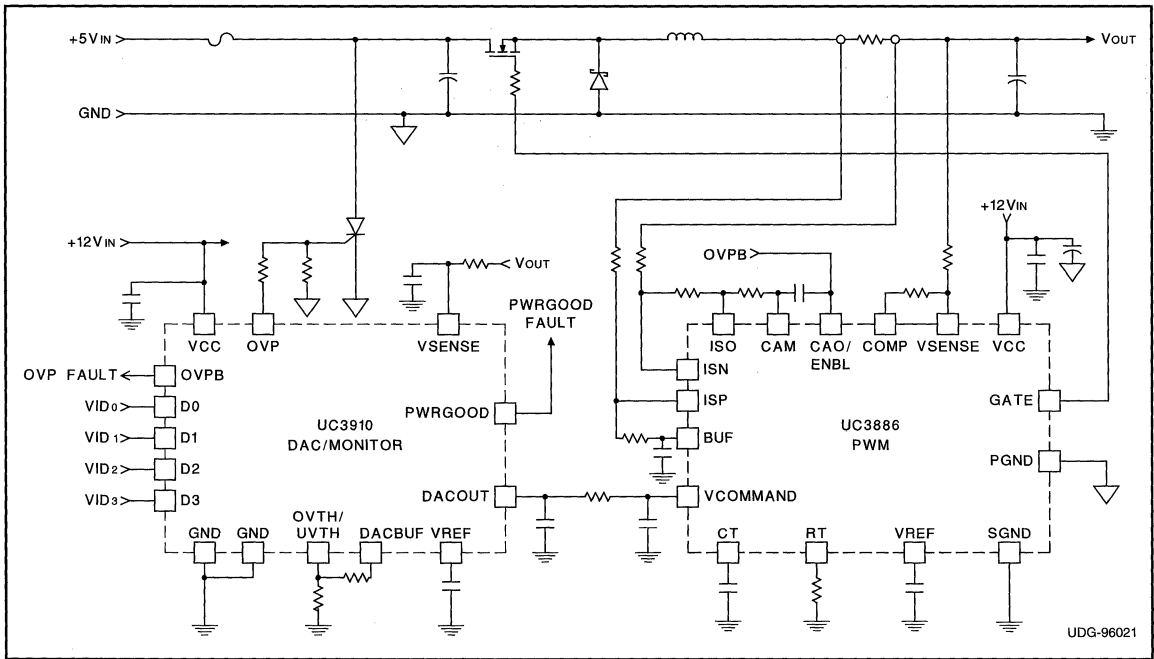 +5VIN
VOUT
GND
+12VIN
+12VIN
OVPB
VOUT
PWRGOOD
FAULT
VCC
OVP
VSENSE
ISO
CAM
CAO/
ENBL
COMP
VSENSE
VCC
OVP FAULT
OVPB
ISN
VID0
D0
ISP
GATE
VID1
D1
UC3910
DAC/MONITOR
PWRGOOD
BUF
UC3886
PWM
VID2
D2
PGND
VID3
D3
DACOUT
VCOMMAND
GND
GND
OVTH/
UVTH
DACBUF
VREF
CT
RT
VREF
SGND
UDG-96021